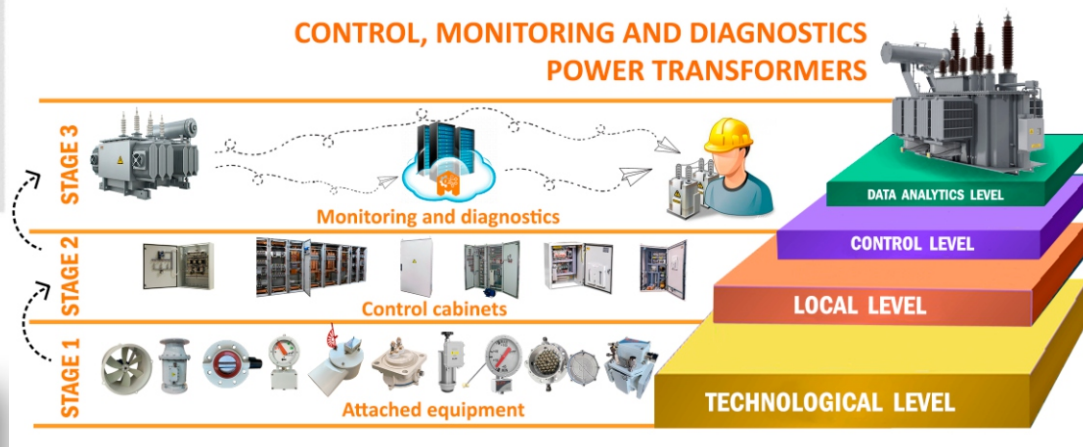 CONTROL, MONITORING AND DIAGNOSTICS
POWER TRANSFORMERS
STAGE 3
Monitoring and diagnostics
DATA ANALYTICS LEVEL
CONTROL LEVEL
STAGE 2
Control cabinets
LOCAL LEVEL
STAGE 1
Attached equipment
TECHNOLOGICAL LEVEL